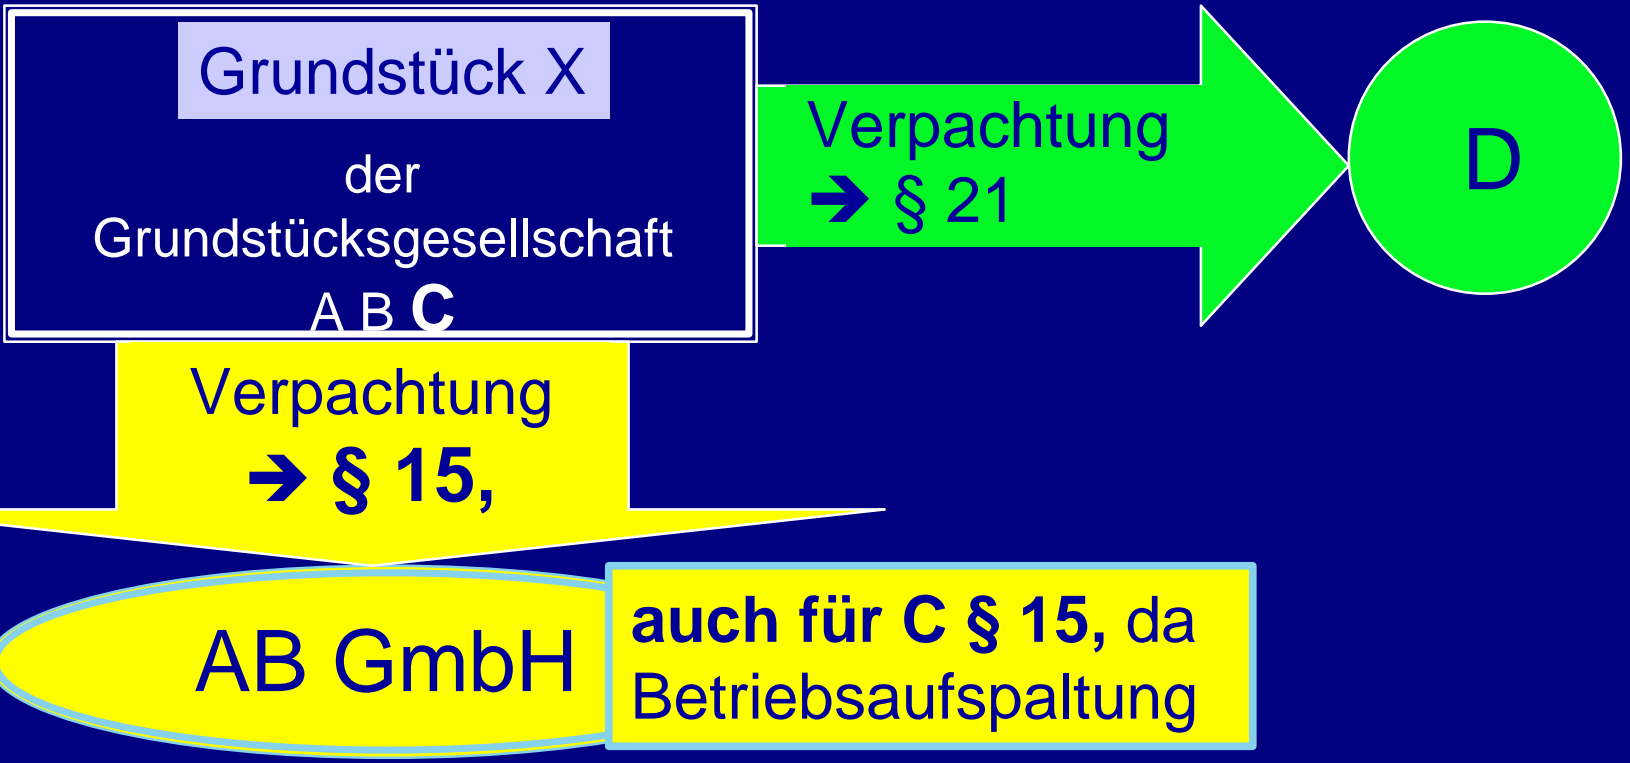 Grundstück X
der
Grundstücksgesellschaft
A B C
Verpachtung
➔ § 21
D
Verpachtung
➔ § 15,
AB GmbH
auch für C § 15, da
Betriebsaufspaltung